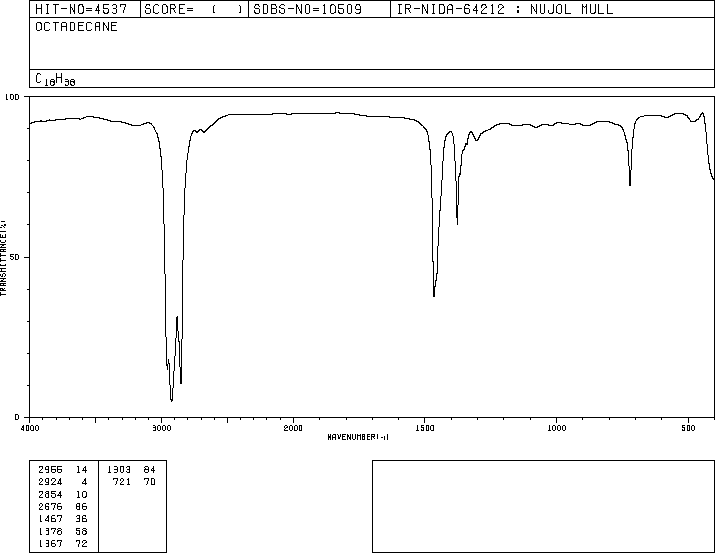 HIT-NO=4537 SCORE= ( ) SDBS-NO=10509 IR-NIDA-64212 : NUJOL MULL
OCTADECANE
C18H38
100
50
0
TRANSMITTANCE(%)
4000 3000 2000 1500 1000 500
WAVENUMBER(-1)
2956 14 1303 84
2924 4 721 70
2854 10
2676 86
1467 36
1378 58
1367 72